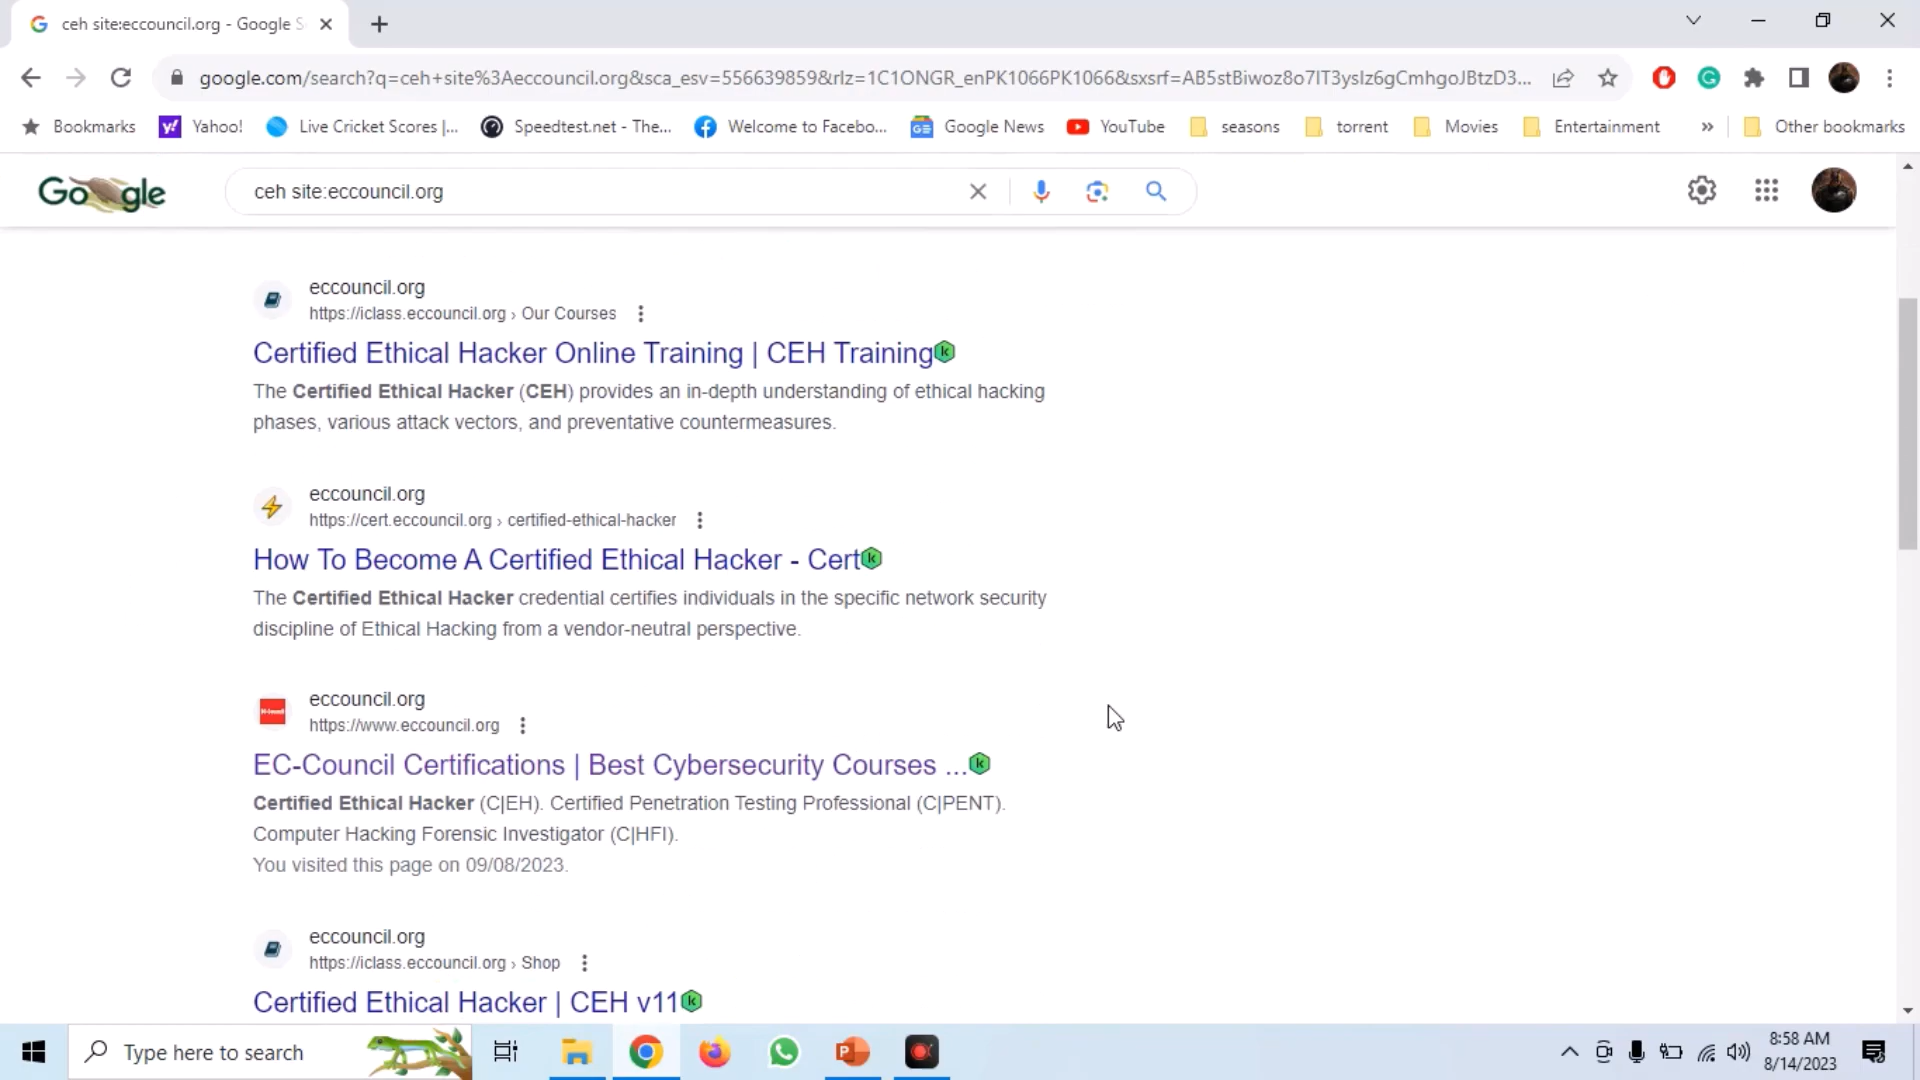 ceh site:eccouncil.org - Google S
google.com/search?q=ceh+site%3Aeccouncil.org&sca_esv=556639859&rlz=1C1ONGR_enPK1066PK1066&sxsrf=AB5stBiwoz8o7IT3ysIz6gCmhgoJBtzD3...
Bookmarks Yahoo! Live Cricket Scores |... Speedtest.net - The... Welcome to Facebo... Google News YouTube seasons torrent Movies Entertainment » Other bookmarks
Google ceh site:eccouncil.org
eccouncil.org
https://iclass.eccouncil.org › Our Courses
Certified Ethical Hacker Online Training | CEH Training
The Certified Ethical Hacker (CEH) provides an in-depth understanding of ethical hacking
phases, various attack vectors, and preventative countermeasures.
eccouncil.org
https://cert.eccouncil.org › certified-ethical-hacker
How To Become A Certified Ethical Hacker - Cert
The Certified Ethical Hacker credential certifies individuals in the specific network security
discipline of Ethical Hacking from a vendor-neutral perspective.
eccouncil.org
https://www.eccouncil.org
EC-Council Certifications | Best Cybersecurity Courses ...
Certified Ethical Hacker (C|EH). Certified Penetration Testing Professional (C|PENT).
Computer Hacking Forensic Investigator (C|HFI).
You visited this page on 09/08/2023.
eccouncil.org
https://iclass.eccouncil.org › Shop
Certified Ethical Hacker | CEH v11
Type here to search
8:58 AM
8/14/2023